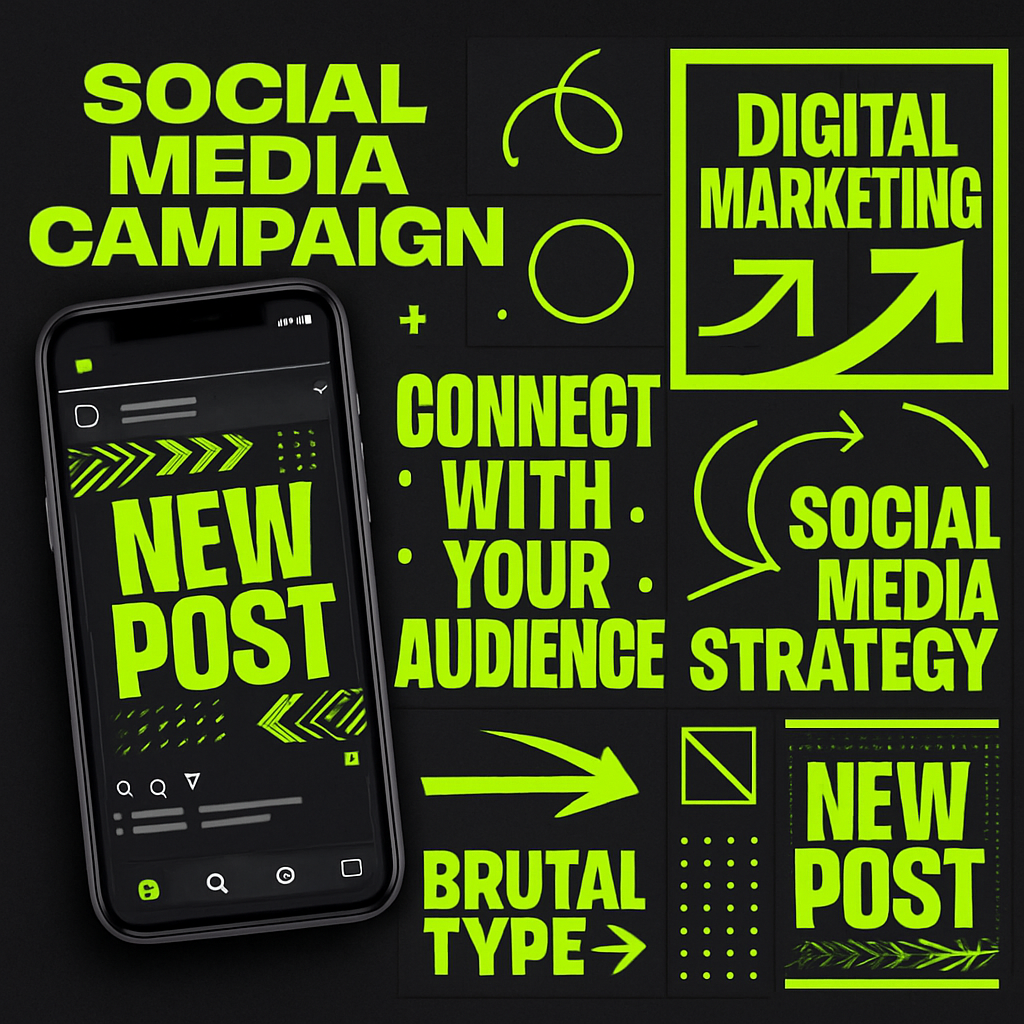 SOCIAL
MEDIA
CAMPAIGN
DIGITAL
MARKETING
NEW
POST
CONNECT
WITH
YOUR
AUDIENCE
SOCIAL
MEDIA
STRATEGY
BRUTAL
TYPE
NEW
POST